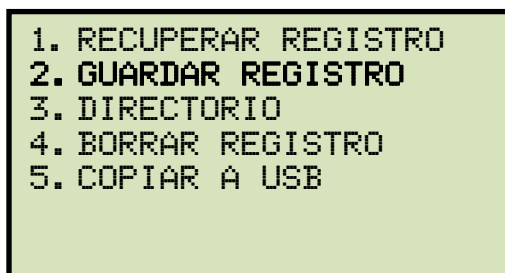 1. RECUPERAR REGISTRO
2. GUARDAR REGISTRO
3. DIRECTORIO
4. BORRAR REGISTRO
5. COPIAR A USB